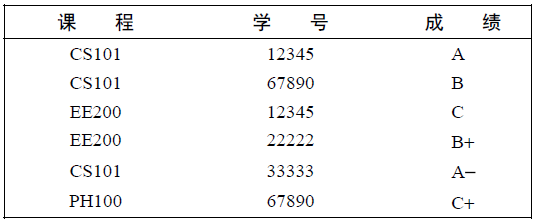 课 程 学 号 成 绩
CS101 12345 A
CS101 67890 B
EE200 12345 C
EE200 22222 B+
CS101 33333 A−
PH100 67890 C+